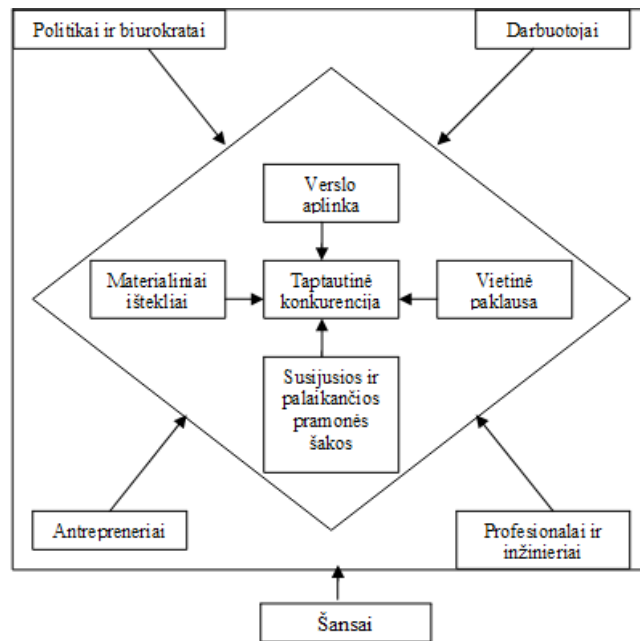 Politikai ir biurokratai
Darbuotojai
Verslo
aplinka
Materialiniai
ištekliai
Taptautinė
konkurencija
Vietinė
paklausa
Susijusios ir
palaikančios
pramonės
šakos
Antrepreneriai
Profesionalai ir
inžinieriai
Šansai